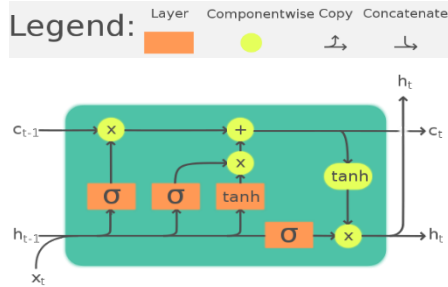 Legend:
Layer
Componentwise
Copy
Concatenate
h_t
c_{t-1}
x
+
c_t
x
tanh
σ
σ
tanh
h_{t-1}
σ
x
h_t
x_t